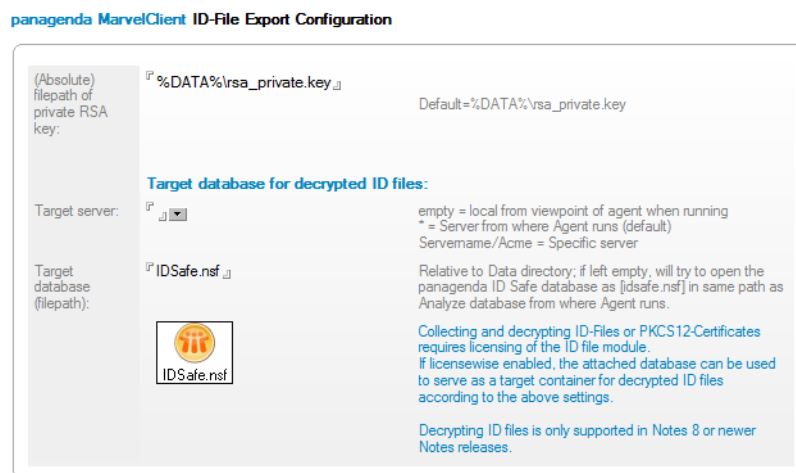 panagenda MarvelClient ID-File Export Configuration
(Absolute)
filepath of
private RSA
key:
%DATA%\rsa_private.key
Default=%DATA%\rsa_private.key
Target database for decrypted ID files:
Target server:
empty = local from viewpoint of agent when running
* = Server from where Agent runs (default)
Servername/Acme = Specific server
Target
database
(filepath):
IDSafe.nsf
Relative to Data directory; if left empty, will try to open the
panagenda ID Safe database as [idsafe.nsf] in same path as
Analyze database from where Agent runs.
IDSafe.nsf
Collecting and decrypting ID-Files or PKCS12-Certificates
requires licensing of the ID file module.
If licensewise enabled, the attached database can be used
to serve as a target container for decrypted ID files
according to the above settings.
Decrypting ID files is only supported in Notes 8 or newer
Notes releases.